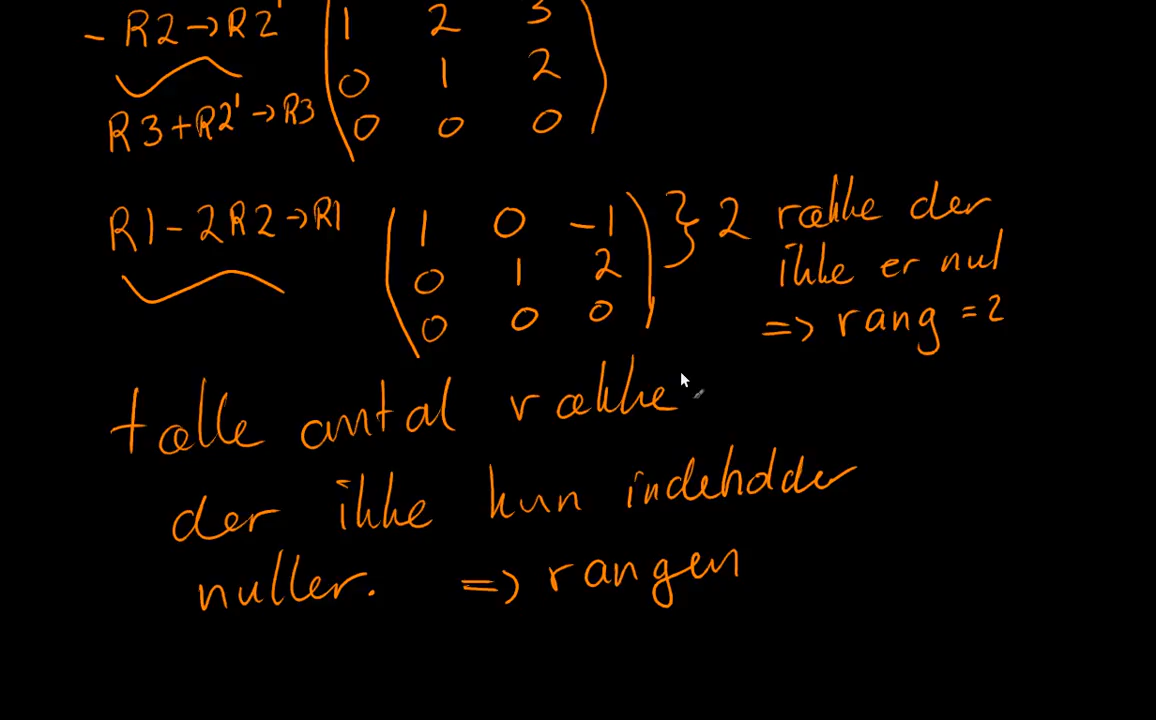 - R2→R2' (1 2 3
R3+R2'→R3 0 1 2
0 0 0)
R1-2R2→R1 (1 0 -1
0 1 2
0 0 0) } 2 række der
ikke er nul
=> rang = 2
tælle antal række
der ikke kun indeholder
nuller. => rangen